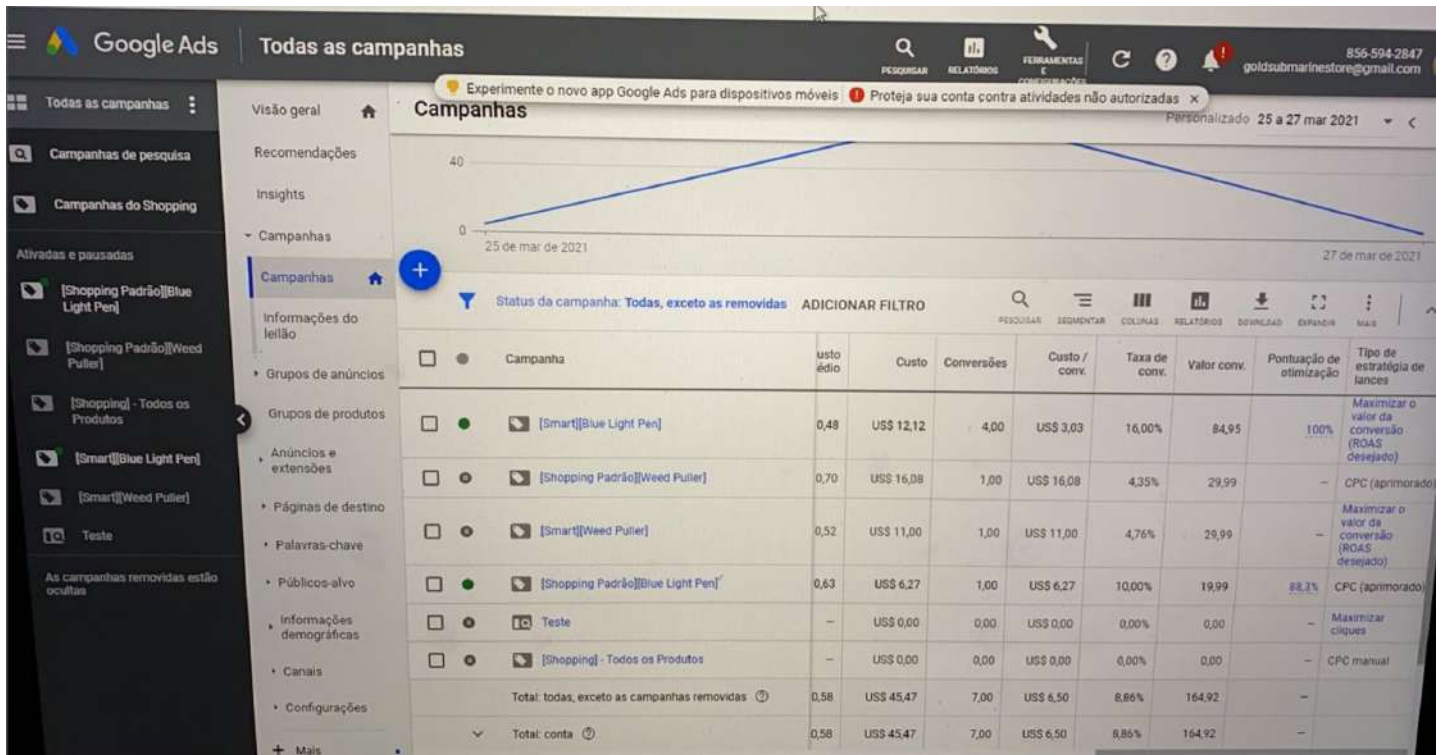 Google Ads
Todas as campanhas
PESQUISAR
RELATÓRIOS
FERRAMENTAS
E
CONFIGURAÇÕES
856-594-2847
goldsubmarinestore@gmail.com
Experimente o novo app Google Ads para dispositivos móveis
Proteja sua conta contra atividades não autorizadas ×
Todas as campanhas
Campanhas de pesquisa
Campanhas do Shopping
Ativadas e pausadas
[Shopping Padrão][Blue
Light Pen]
[Shopping Padrão][Weed
Puller]
[Shopping] - Todos os
Produtos
[Smart][Blue Light Pen]
[Smart][Weed Puller]
Teste
As campanhas removidas estão
ocultas
Visão geral
Recomendações
Insights
Campanhas
Campanhas
Informações do
leilão
Grupos de anúncios
Grupos de produtos
Anúncios e
extensões
Páginas de destino
Palavras-chave
Públicos-alvo
Informações
demográficas
Canais
Configurações
+ Mais
Campanhas
Personalizado 25 a 27 mar 2021
40
0
25 de mar de 2021
27 de mar de 2021
Status da campanha: Todas, exceto as removidas ADICIONAR FILTRO
PESQUISAR SEGMENTAR COLUNAS RELATÓRIOS DOWNLOAD EXPANDIR MAIS
Campanha
usto
édio
Custo
Conversões
Custo /
conv.
Taxa de
conv.
Valor conv.
Pontuação de
otimização
Tipo de
estratégia de
lances
[Smart][Blue Light Pen] 0,48 US$ 12,12 4,00 US$ 3,03 16,00% 84,95 100%
Maximizar o
valor da
conversão
(ROAS
desejado)
[Shopping Padrão][Weed Puller] 0,70 US$ 16,08 1,00 US$ 16,08 4,35% 29,99 – CPC (aprimorado)
[Smart][Weed Puller] 0,52 US$ 11,00 1,00 US$ 11,00 4,76% 29,99 –
Maximizar o
valor da
conversão
(ROAS
desejado)
[Shopping Padrão][Blue Light Pen] 0,63 US$ 6,27 1,00 US$ 6,27 10,00% 19,99 88,3% CPC (aprimorado)
Teste – US$ 0,00 0,00 US$ 0,00 0,00% 0,00 –
Maximizar
cliques
[Shopping] - Todos os Produtos – US$ 0,00 0,00 US$ 0,00 0,00% 0,00 – CPC manual
Total: todas, exceto as campanhas removidas 0,58 US$ 45,47 7,00 US$ 6,50 8,86% 164,92 –
Total: conta 0,58 US$ 45,47 7,00 US$ 6,50 8,86% 164,92 –